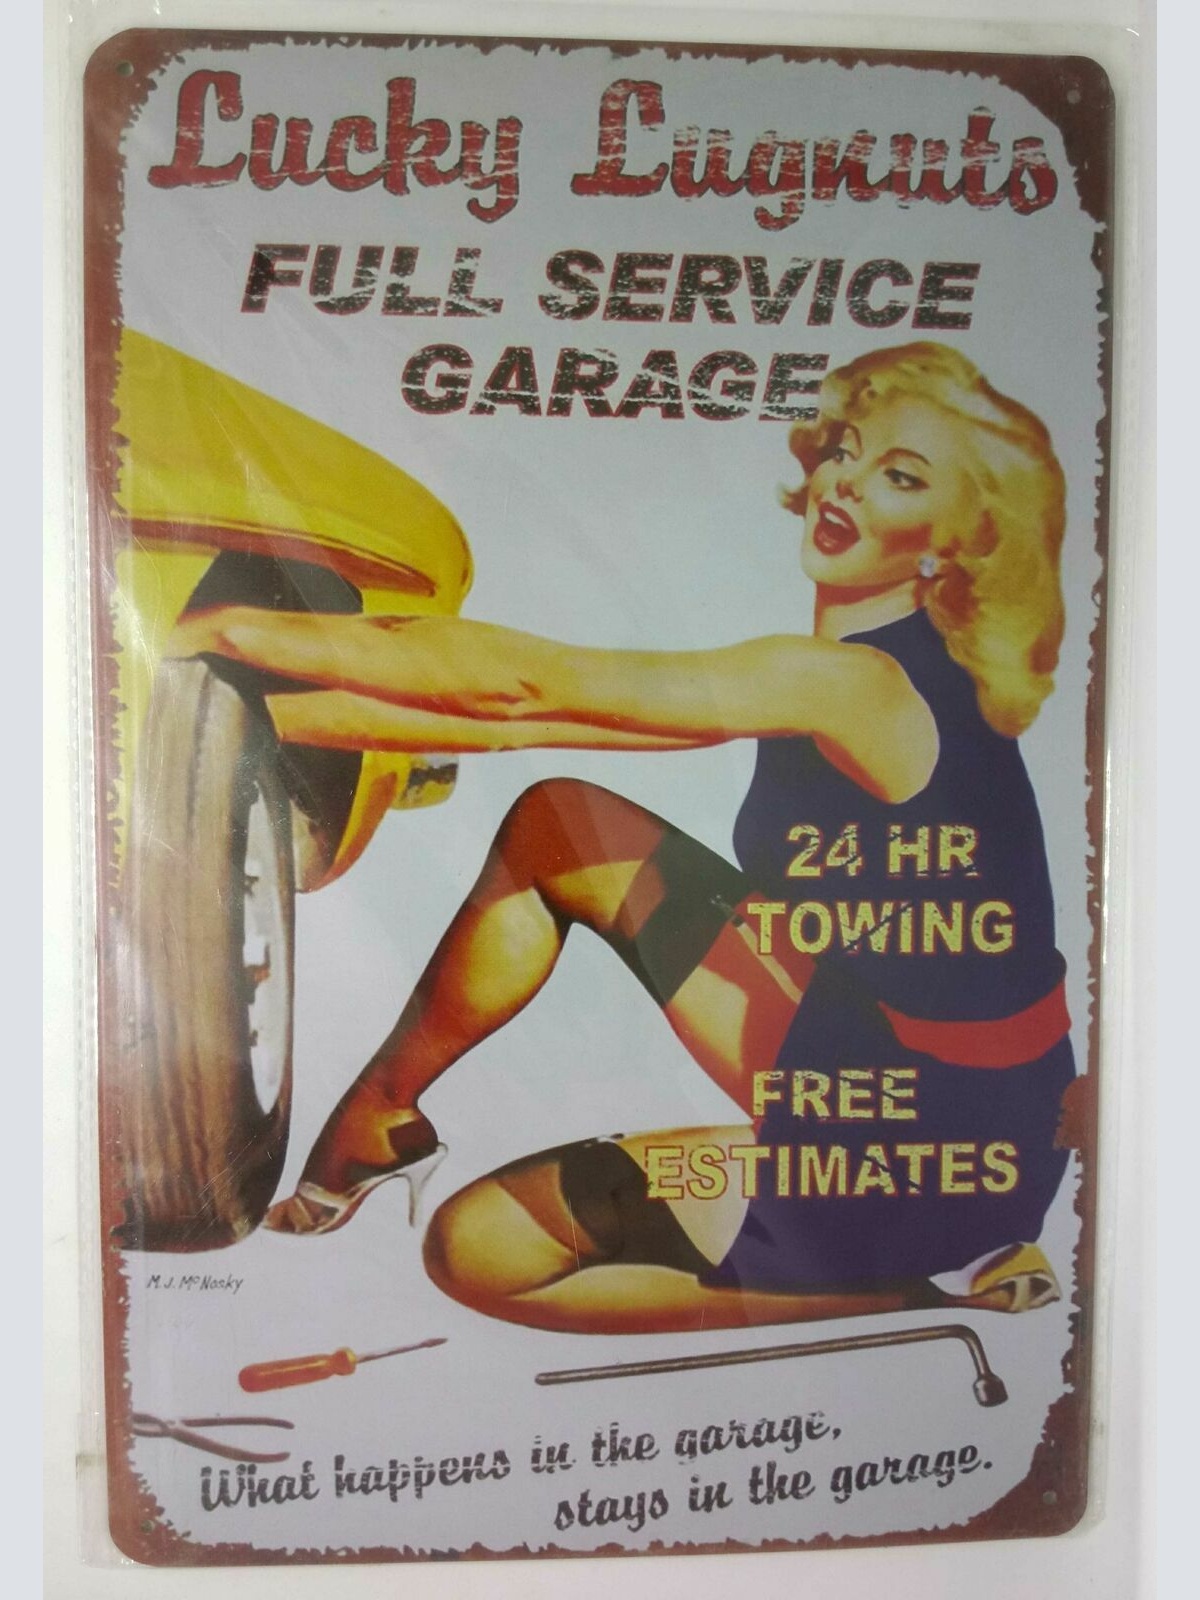 Lucky Lugnuts
FULL SERVICE
GARAGE
24 HR
TOWING
FREE
ESTIMATES
M.J. McNosky
What happens in the garage,
stays in the garage.